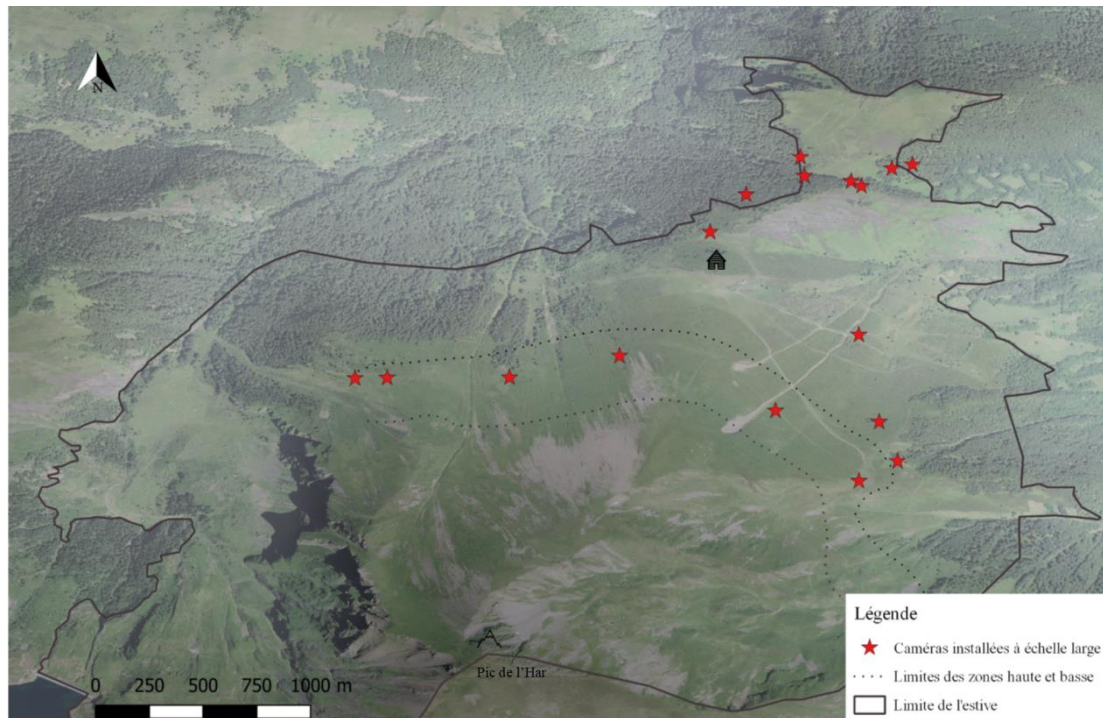 N
Pic de l'Har
0 250 500 750 1000 m
Légende
Caméras installées à échelle large
Limites des zones haute et basse
Limite de l'estive